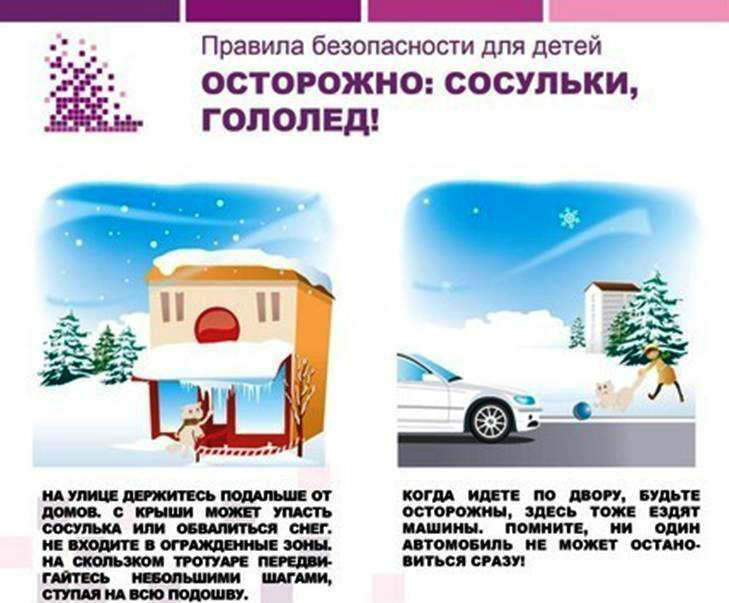 Правила безопасности для детей
ОСТОРОЖНО: СОСУЛЬКИ,
ГОЛОЛЕД!
НА УЛИЦЕ ДЕРЖИТЕСЬ ПОДАЛЬШЕ ОТ
ДОМОВ. С КРЫШИ МОЖЕТ УПАСТЬ
СОСУЛЬКА ИЛИ ОБВАЛИТЬСЯ СНЕГ.
НЕ ВХОДИТЕ В ОГРАЖДЕННЫЕ ЗОНЫ.
НА СКОЛЬЗКОМ ТРОТУАРЕ ПЕРЕДВИ-
ГАЙТЕСЬ НЕБОЛЬШИМИ ШАГАМИ,
СТУПАЯ НА ВСЮ ПОДОШВУ.
КОГДА ИДЕТЕ ПО ДВОРУ, БУДЬТЕ
ОСТОРОЖНЫ, ЗДЕСЬ ТОЖЕ ЕЗДЯТ
МАШИНЫ. ПОМНИТЕ, НИ ОДИН
АВТОМОБИЛЬ НЕ МОЖЕТ ОСТАНО-
ВИТЬСЯ СРАЗУ!